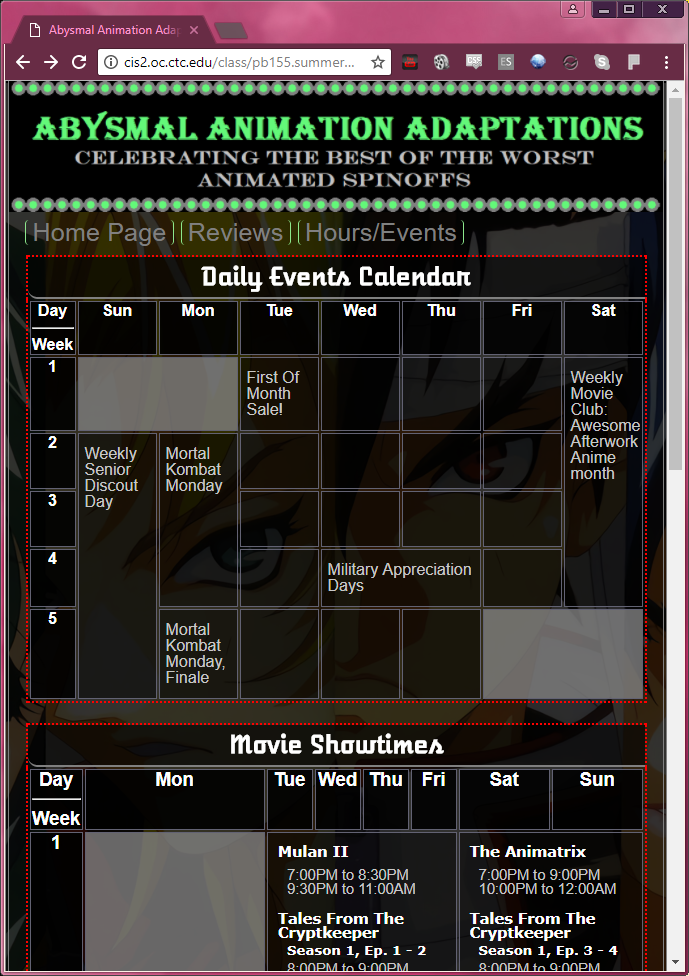 Abysmal Animation Ada
cis2.oc.ctc.edu/class/pb155.summer...
ABYSMAL ANIMATION ADAPTATIONS
CELEBRATING THE BEST OF THE WORST
ANIMATED SPINOFFS
Home Page Reviews Hours/Events
Daily Events Calendar
Day Sun Mon Tue Wed Thu Fri Sat
Week
1
First Of
Month
Sale!
Weekly
Movie
Club:
Awesome
Afterwork
Anime
month
2
Weekly
Senior
Discout
Day
Mortal
Kombat
Monday
3
4
Military Appreciation
Days
5
Mortal
Kombat
Monday,
Finale
Movie Showtimes
Day Mon Tue Wed Thu Fri Sat Sun
Week
1
Mulan II
7:00PM to 8:30PM
9:30PM to 11:00AM
Tales From The
Cryptkeeper
Season 1, Ep. 1 - 2
8:00PM to 9:00PM
The Animatrix
7:00PM to 9:00PM
10:00PM to 12:00AM
Tales From The
Cryptkeeper
Season 1, Ep. 3 - 4
8:00PM to 9:00PM